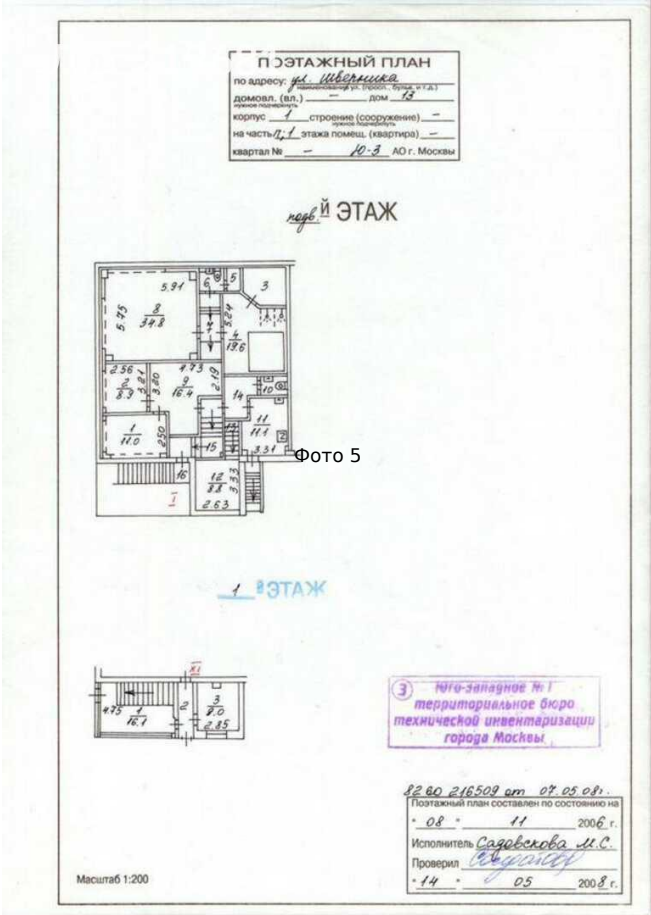 ПОЭТАЖНЫЙ ПЛАН
по адресу: ул. Шверника
наименования ул. (просп., бульв. и т.д.)
домовл. (вл.) — дом 13
нужное подчеркнуть
корпус 1 строение (сооружение) —
нужное подчеркнуть
на часть п; 1 этажа помещ. (квартира) —
квартал № — Ю-З АО г. Москвы
подв. й ЭТАЖ
5.91
6
5
3
5.75
8
34.8
7
5.24
4
19.6
2.56
4.73
2
8.9
3.21
3.20
9
16.4
2.19
14
10
1
11.0
2.50
11
11.1
15
3.31
Фото 5
16
12
8.8
3.33
I
2.63
1 й ЭТАЖ
XI
4.75
1
16.1
2
3
9.0
2.85
3 Юго-Западное № 1
территориальное бюро
технической инвентаризации
города Москвы
82 60 216509 от 07.05.08г.
Поэтажный план составлен по состоянию на
" 08 " 11 2006 г.
Исполнитель Садовскова М.С.
Проверил
" 14 " 05 2008 г.
Масштаб 1:200